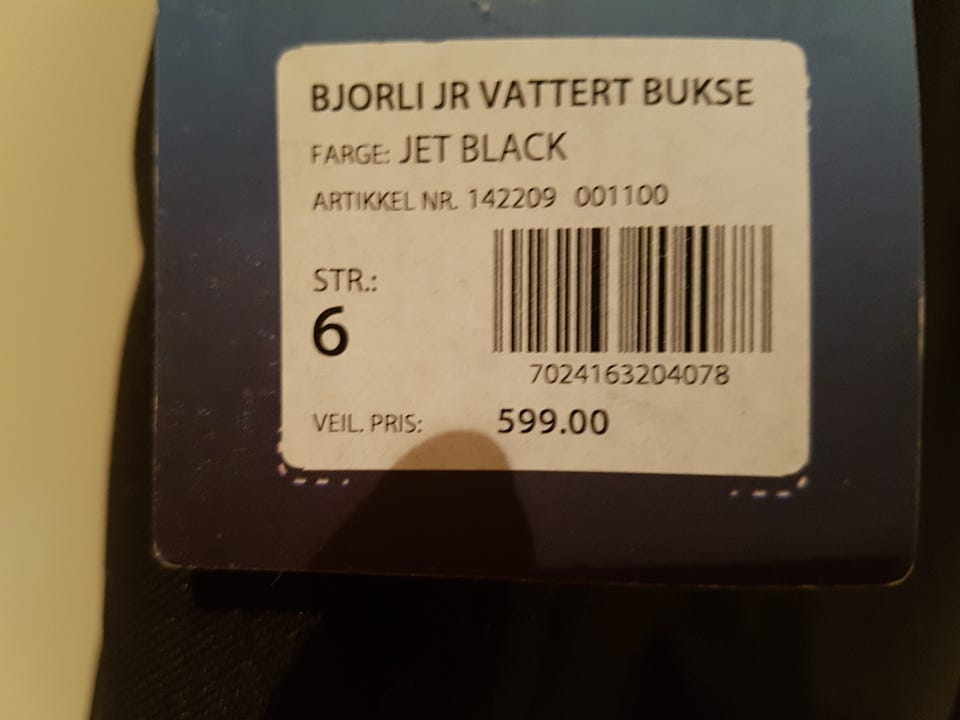 BJORLI JR VATTERT BUKSE
FARGE: JET BLACK
ARTIKKEL NR. 142209 001100
STR.:
6
7024163204078
VEIL. PRIS: 599.00